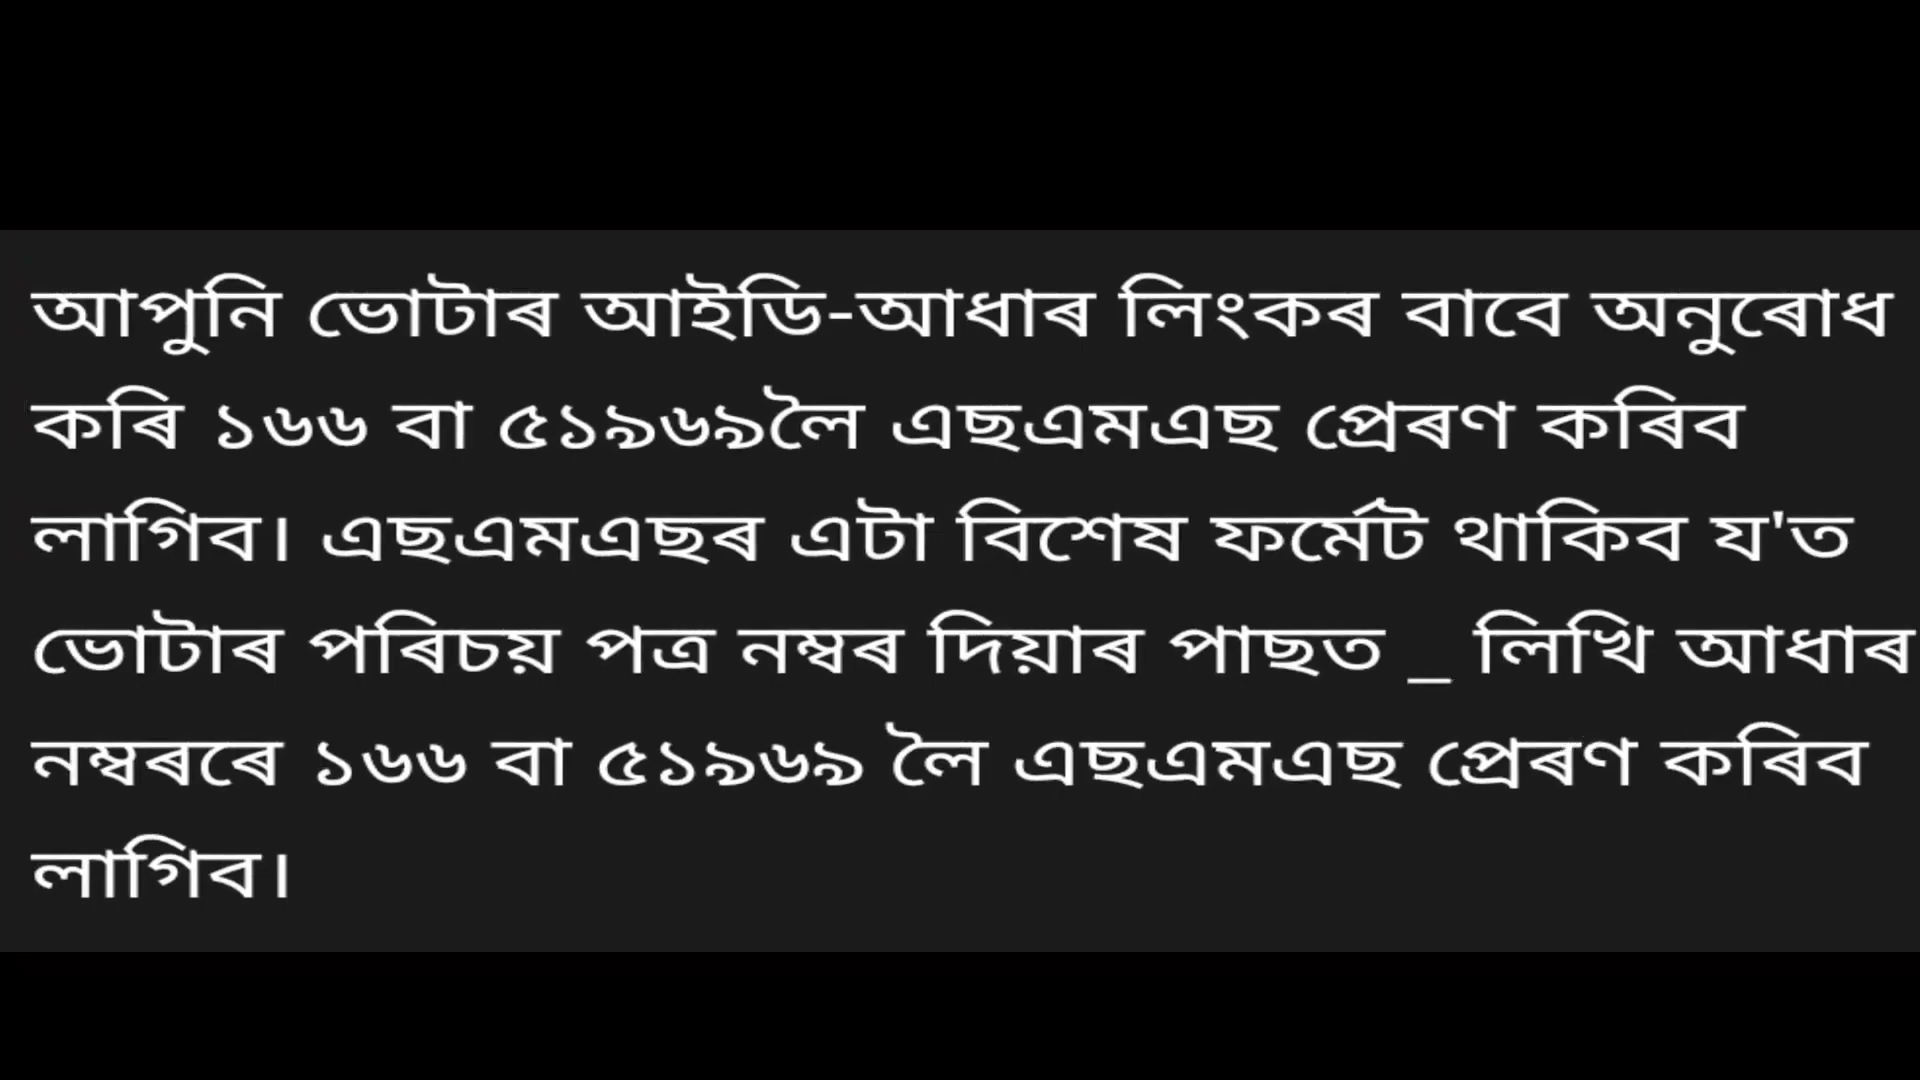 আপুনি ভোটাৰ আইডি-আধাৰ লিংকৰ বাবে অনুৰোধ
কৰি ১৬৬ বা ৫১৯৬৯লৈ এছএমএছ প্ৰেৰণ কৰিব
লাগিব। এছএমএছৰ এটা বিশেষ ফৰ্মেট থাকিব য'ত
ভোটাৰ পৰিচয় পত্ৰ নম্বৰ দিয়াৰ পাছত _ লিখি আধাৰ
নম্বৰৰে ১৬৬ বা ৫১৯৬৯ লৈ এছএমএছ প্ৰেৰণ কৰিব
লাগিব।